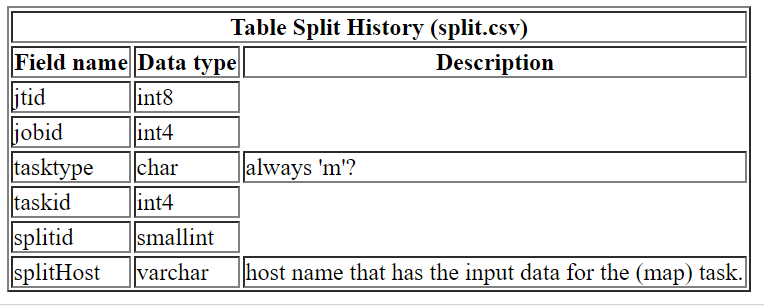 Table Split History (split.csv)
Field name Data type Description
jtid int8
jobid int4
tasktype char always 'm'?
taskid int4
splitid smallint
splitHost varchar host name that has the input data for the (map) task.